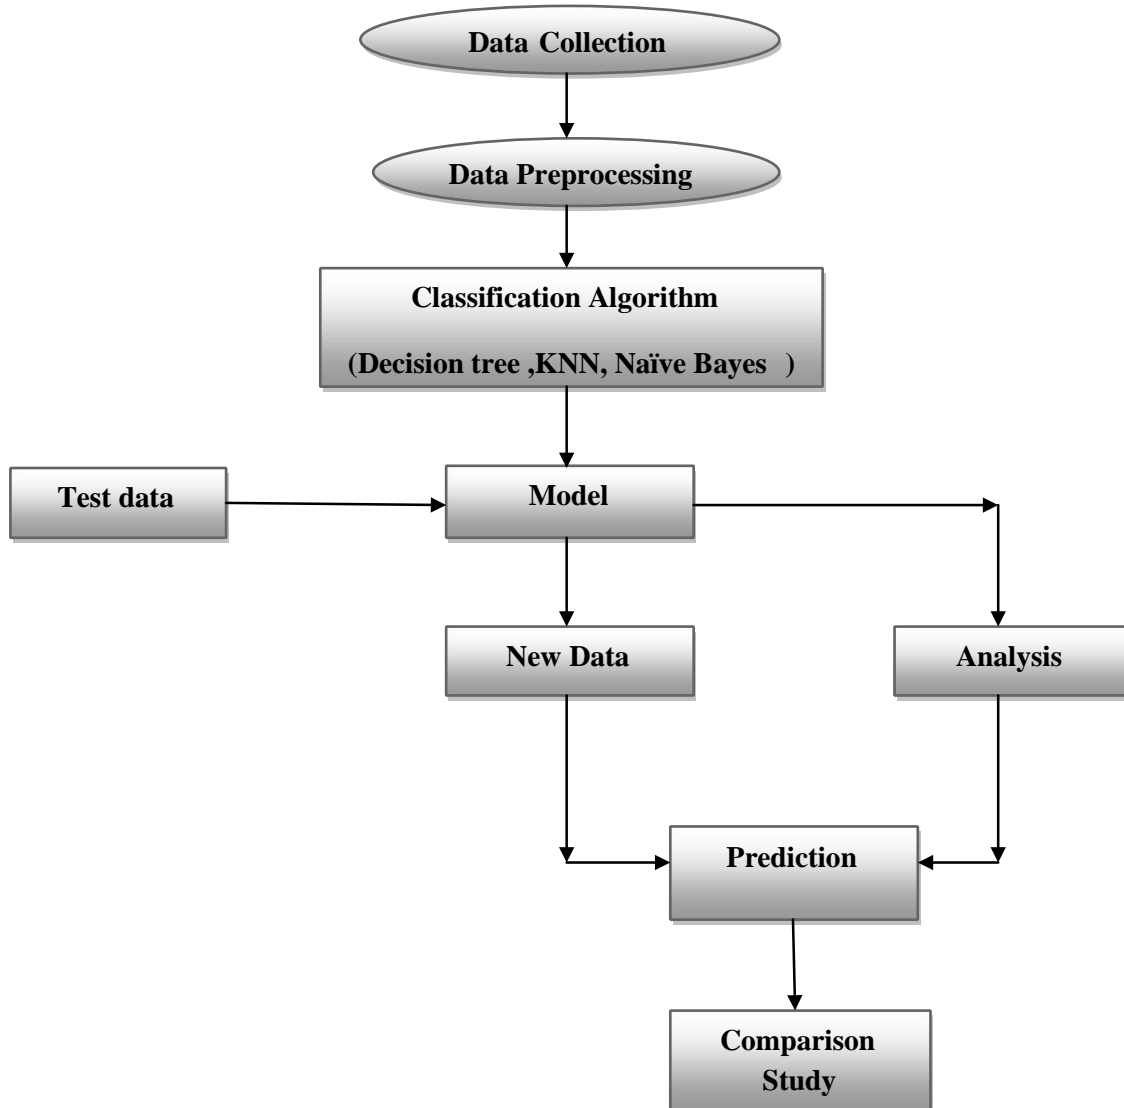 Data Collection
Data Preprocessing
Classification Algorithm
(Decision tree ,KNN, Naïve Bayes )
Test data
Model
New Data
Analysis
Prediction
Comparison
Study